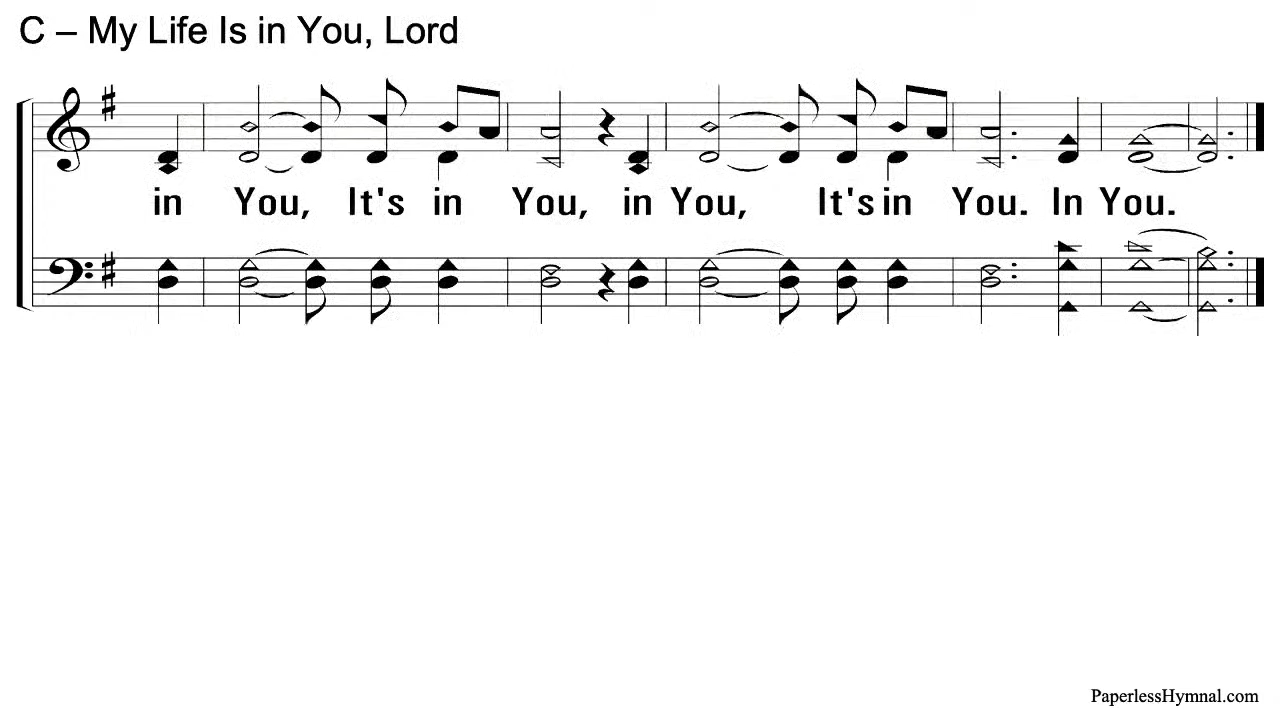 C – My Life Is in You, Lord
in You, It's in You, in You, It's in You. In You.
PaperlessHymnal.com